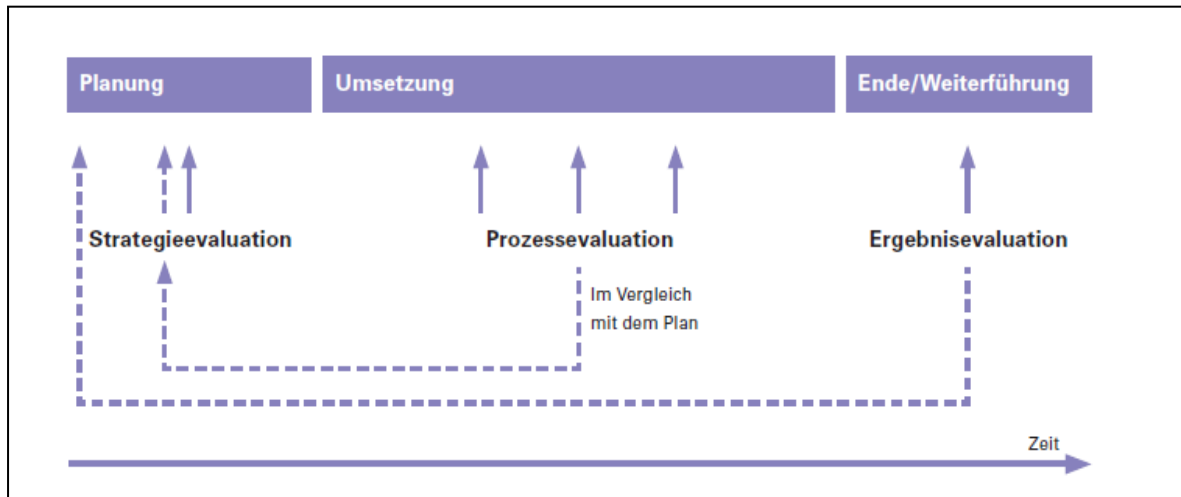 Planung
Umsetzung
Ende/Weiterführung
Strategieevaluation
Prozessevaluation
Ergebnisevaluation
Im Vergleich
mit dem Plan
Zeit